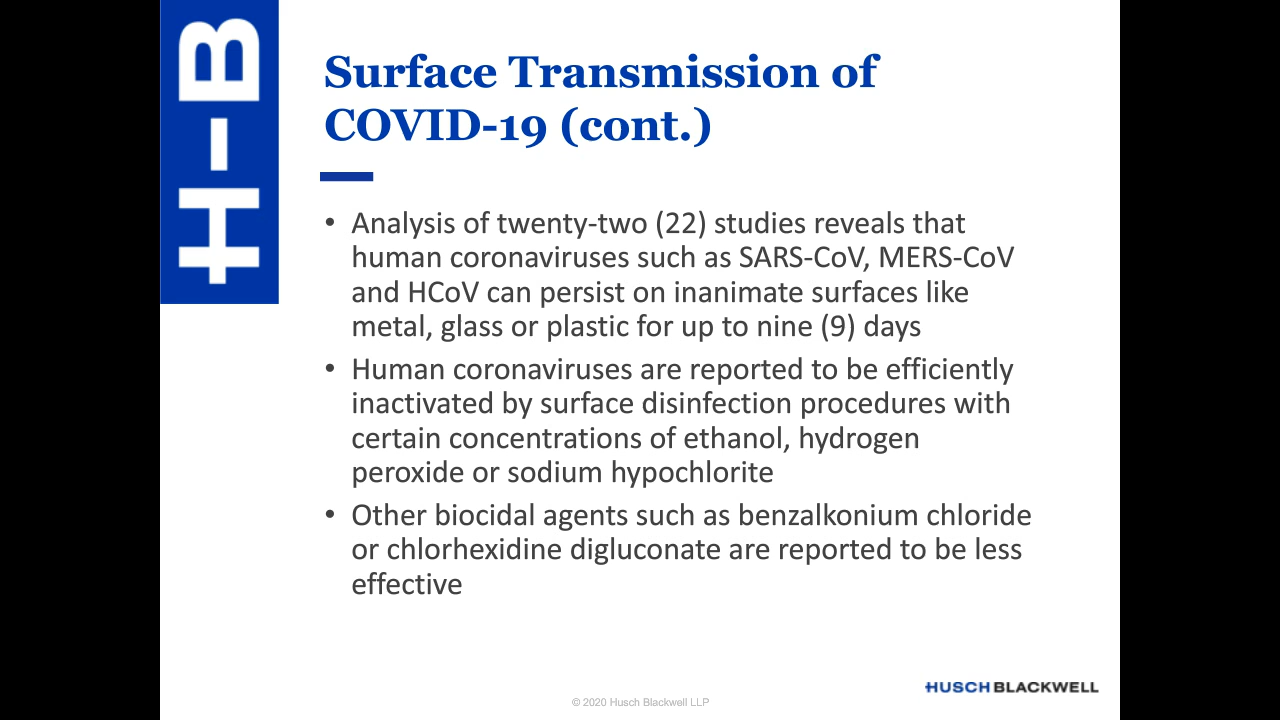 H-B
Surface Transmission of
COVID-19 (cont.)
• Analysis of twenty-two (22) studies reveals that
human coronaviruses such as SARS-CoV, MERS-CoV
and HCoV can persist on inanimate surfaces like
metal, glass or plastic for up to nine (9) days
• Human coronaviruses are reported to be efficiently
inactivated by surface disinfection procedures with
certain concentrations of ethanol, hydrogen
peroxide or sodium hypochlorite
• Other biocidal agents such as benzalkonium chloride
or chlorhexidine digluconate are reported to be less
effective
HUSCH BLACKWELL
© 2020 Husch Blackwell LLP